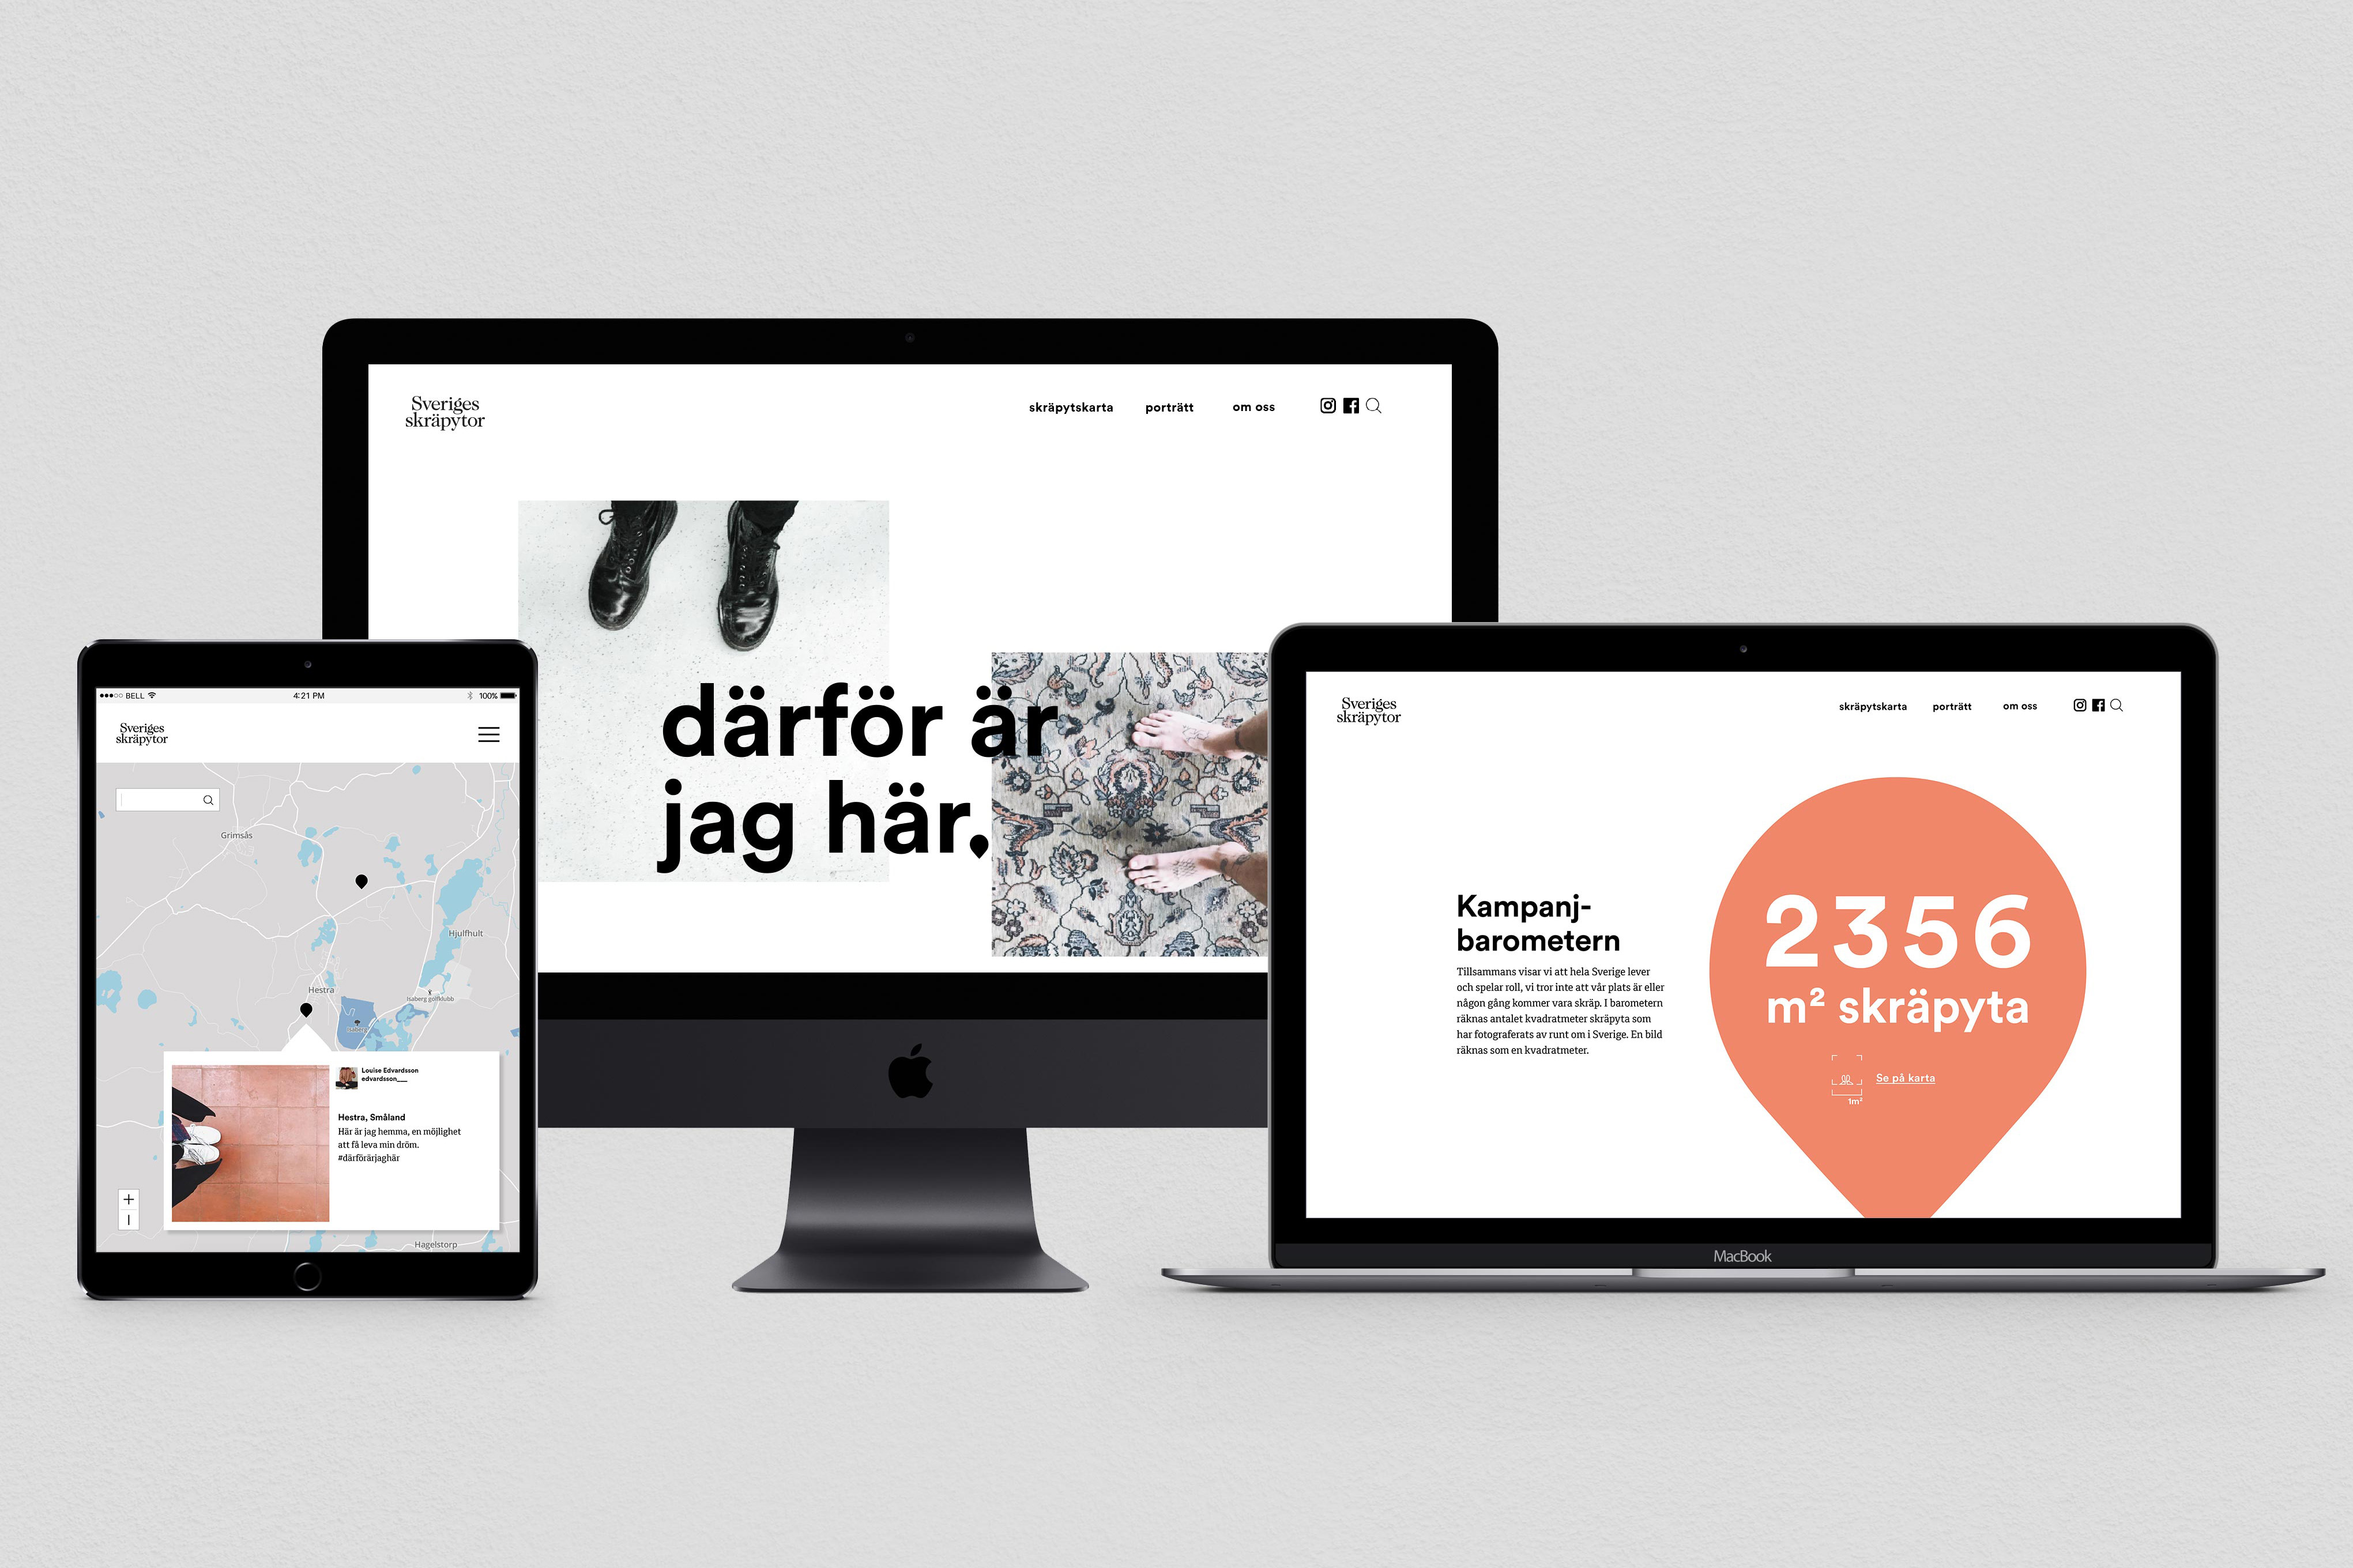 Sveriges
skräpytor
skräpytskarta porträtt om oss
därför är
jag här.
BELL 4:21 PM 100%
Sveriges
skräpytor
Grimsås
Hjulfhult
Hestra
Isaberg golfklubb
Isaberg
Louise Edvardsson
edvardsson___
Hestra, Småland
Här är jag hemma, en möjlighet
att få leva min dröm.
#därförärjaghär
Hagelstorp
Sveriges
skräpytor
skräpytskarta porträtt om oss
Kampanj-
barometern
Tillsammans visar vi att hela Sverige lever
och spelar roll, vi tror inte att vår plats är eller
någon gång kommer vara skräp. I barometern
räknas antalet kvadratmeter skräpyta som
har fotograferats av runt om i Sverige. En bild
räknas som en kvadratmeter.
2356
m² skräpyta
Se på karta
1m²
MacBook